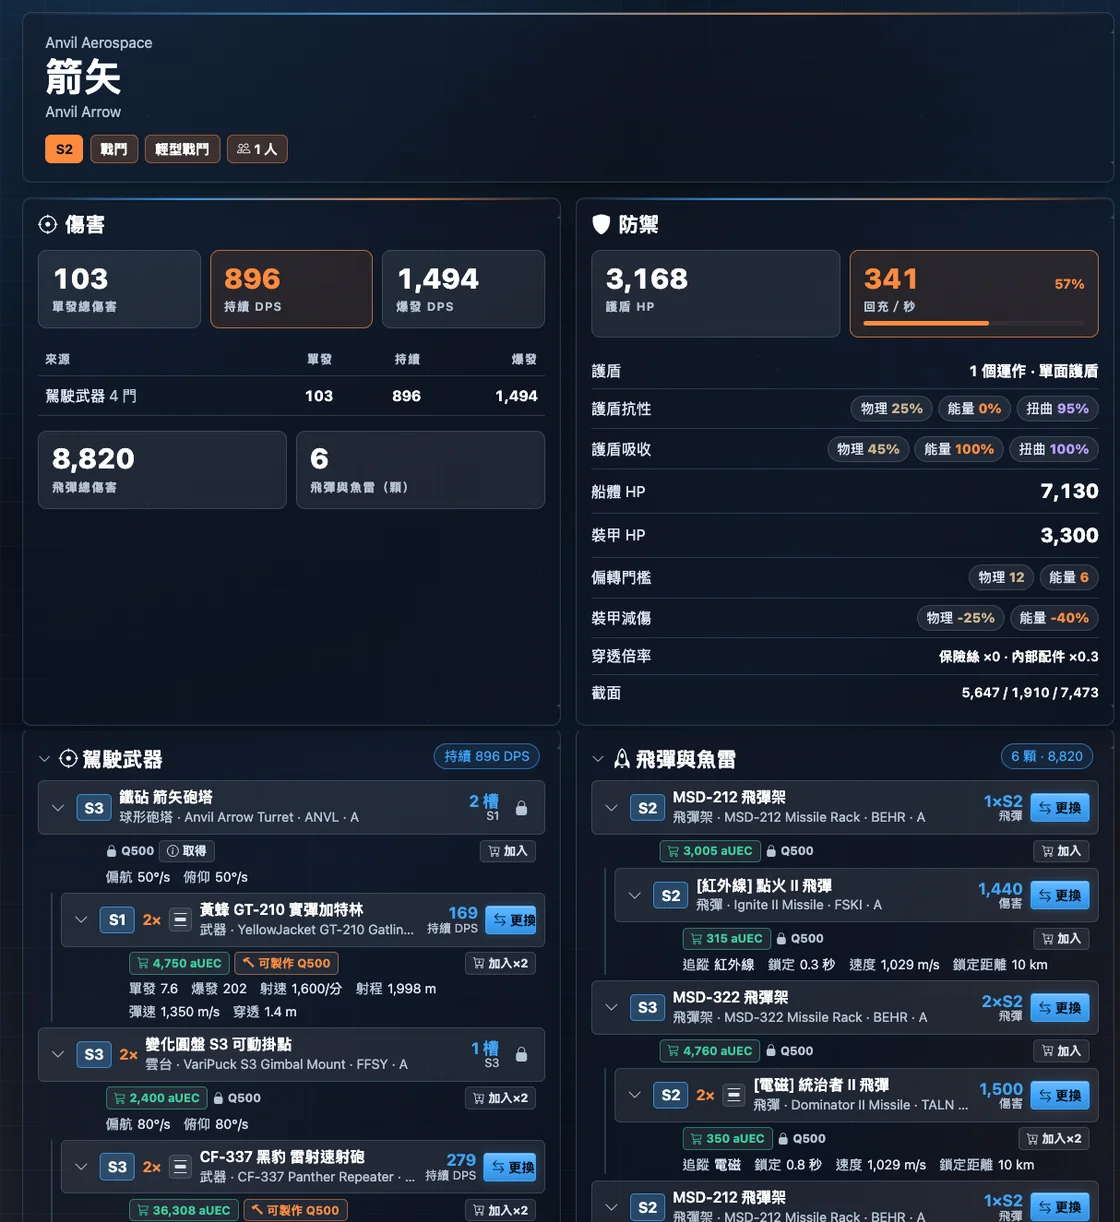 Anvil Aerospace
箭矢
Anvil Arrow
S2 戰鬥 輕型戰鬥 1 人
傷害
103
單發總傷害
896
持續 DPS
1,494
爆發 DPS
來源 單發 持續 爆發
駕駛武器 4 門 103 896 1,494
8,820
飛彈總傷害
6
飛彈與魚雷（顆）
防禦
3,168
護盾 HP
341 57%
回充 / 秒
護盾 1 個運作 · 單面護盾
護盾抗性 物理 25% 能量 0% 扭曲 95%
護盾吸收 物理 45% 能量 100% 扭曲 100%
船體 HP 7,130
裝甲 HP 3,300
偏轉門檻 物理 12 能量 6
裝甲減傷 物理 -25% 能量 -40%
穿透倍率 保險絲 ×0 · 內部配件 ×0.3
截面 5,647 / 1,910 / 7,473
駕駛武器 持續 896 DPS
S3 鐵砧 箭矢砲塔 2 槽
球形砲塔 · Anvil Arrow Turret · ANVL · A S1
Q500 取得 加入
偏航 50°/s 俯仰 50°/s
S1 2× 黃蜂 GT-210 實彈加特林 169 更換
武器 · YellowJacket GT-210 Gatlin... 持續 DPS
4,750 aUEC 可製作 Q500 加入×2
單發 7.6 爆發 202 射速 1,600/分 射程 1,998 m
彈速 1,350 m/s 穿透 1.4 m
S3 2× 變化圓盤 S3 可動掛點 1 槽
雲台 · VariPuck S3 Gimbal Mount · FFSY · A S3
2,400 aUEC Q500 加入×2
偏航 80°/s 俯仰 80°/s
S3 2× CF-337 黑豹 雷射速射砲 279 更換
武器 · CF-337 Panther Repeater · ... 持續 DPS
36,308 aUEC 可製作 Q500 加入×2
飛彈與魚雷 6 顆 · 8,820
S2 MSD-212 飛彈架 1×S2 更換
飛彈架 · MSD-212 Missile Rack · BEHR · A 飛彈
3,005 aUEC Q500 加入
S2 [紅外線] 點火 II 飛彈 1,440 更換
飛彈 · Ignite II Missile · FSKI · A 傷害
315 aUEC Q500 加入
追蹤 紅外線 鎖定 0.3 秒 速度 1,029 m/s 鎖定距離 10 km
S3 MSD-322 飛彈架 2×S2 更換
飛彈架 · MSD-322 Missile Rack · BEHR · A 飛彈
4,760 aUEC Q500 加入
S2 2× [電磁] 統治者 II 飛彈 1,500 更換
飛彈 · Dominator II Missile · TALN ... 傷害
350 aUEC Q500 加入×2
追蹤 電磁 鎖定 0.8 秒 速度 1,029 m/s 鎖定距離 10 km
S2 MSD-212 飛彈架 1×S2 更換
飛彈架 · MSD-212 Missile Rack · BEHR · A 飛彈